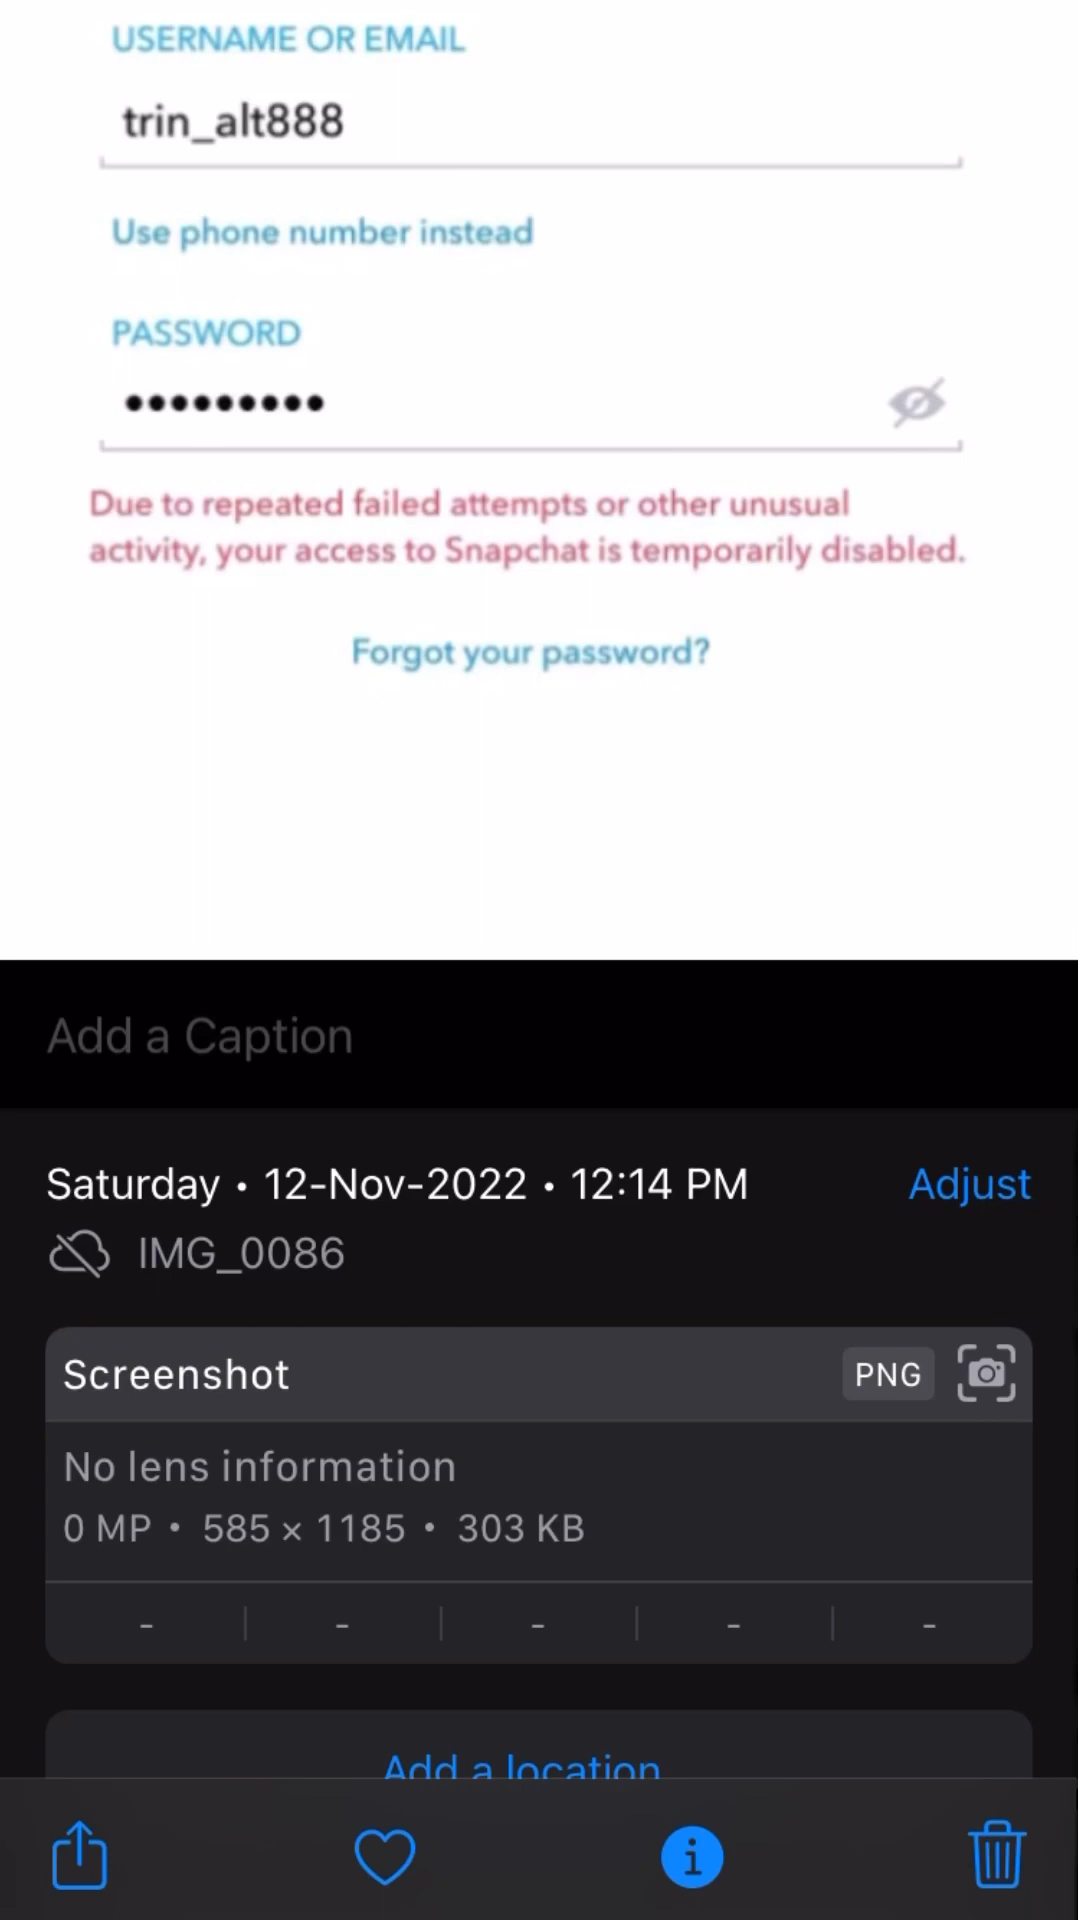 USERNAME OR EMAIL
trin_alt888
Use phone number instead
PASSWORD
•••••••••
Due to repeated failed attempts or other unusual
activity, your access to Snapchat is temporarily disabled.
Forgot your password?
Add a Caption
Saturday • 12-Nov-2022 • 12:14 PM
Adjust
IMG_0086
Screenshot
PNG
No lens information
0 MP • 585 × 1185 • 303 KB
- - - - -
Add a location